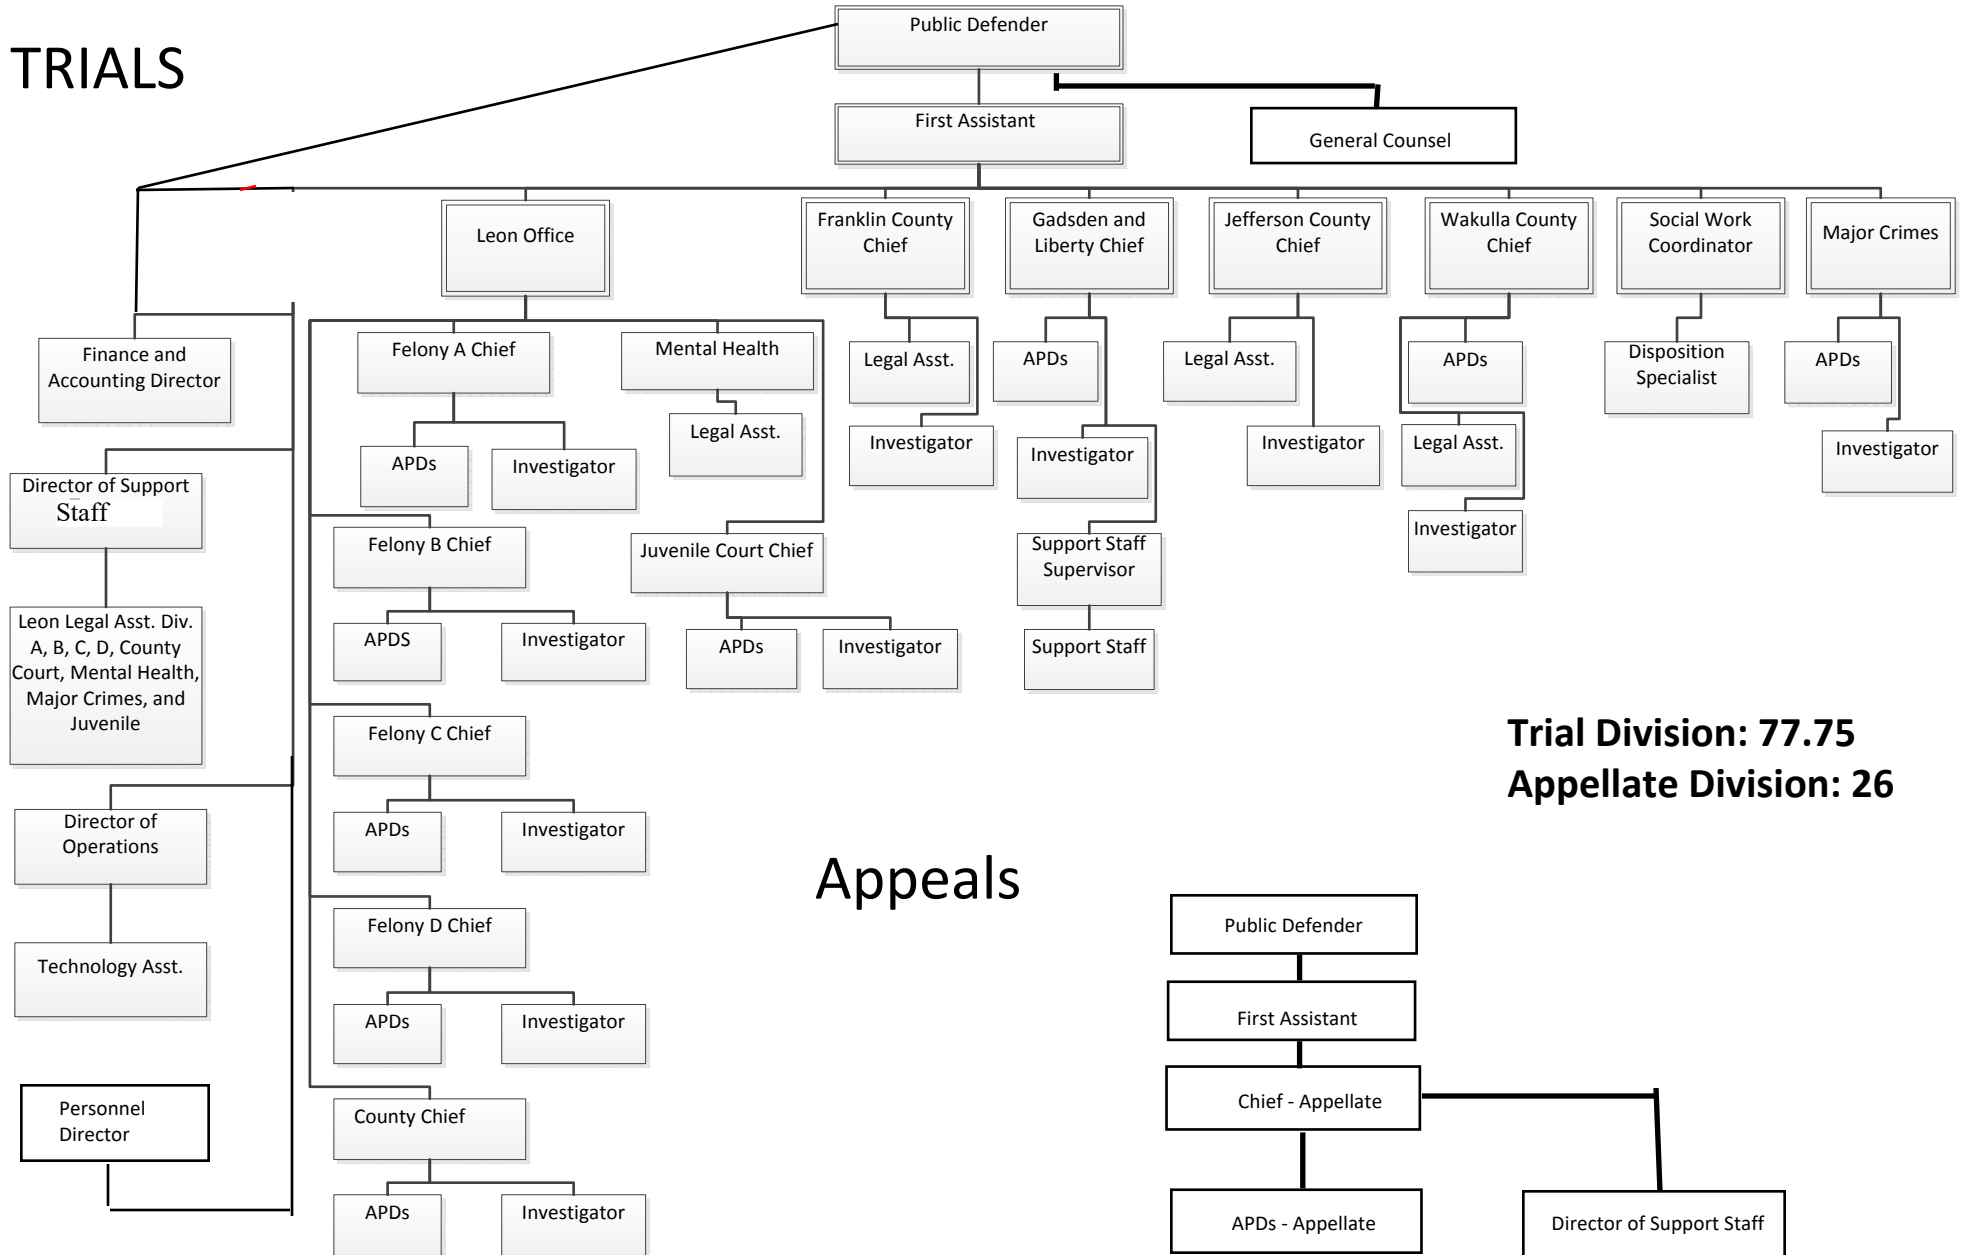 TRIALS
Public Defender
First Assistant
General Counsel
Leon Office
Franklin County
Chief
Gadsden and
Liberty Chief
Jefferson County
Chief
Wakulla County
Chief
Social Work
Coordinator
Major Crimes
Finance and
Accounting Director
Felony A Chief
Mental Health
Legal Asst.
APDs
Legal Asst.
APDs
Disposition
Specialist
APDs
Legal Asst.
Investigator
Investigator
Investigator
Legal Asst.
Investigator
APDs
Investigator
Director of Support
Staff
Felony B Chief
Juvenile Court Chief
Support Staff
Supervisor
Investigator
Leon Legal Asst. Div.
A, B, C, D, County
Court, Mental Health,
Major Crimes, and
Juvenile
APDS
Investigator
APDs
Investigator
Support Staff
Felony C Chief
Trial Division: 77.75
Appellate Division: 26
Director of
Operations
APDs
Investigator
Appeals
Public Defender
Felony D Chief
Technology Asst.
First Assistant
APDs
Investigator
Personnel
Director
County Chief
Chief - Appellate
APDs
Investigator
APDs - Appellate
Director of Support Staff